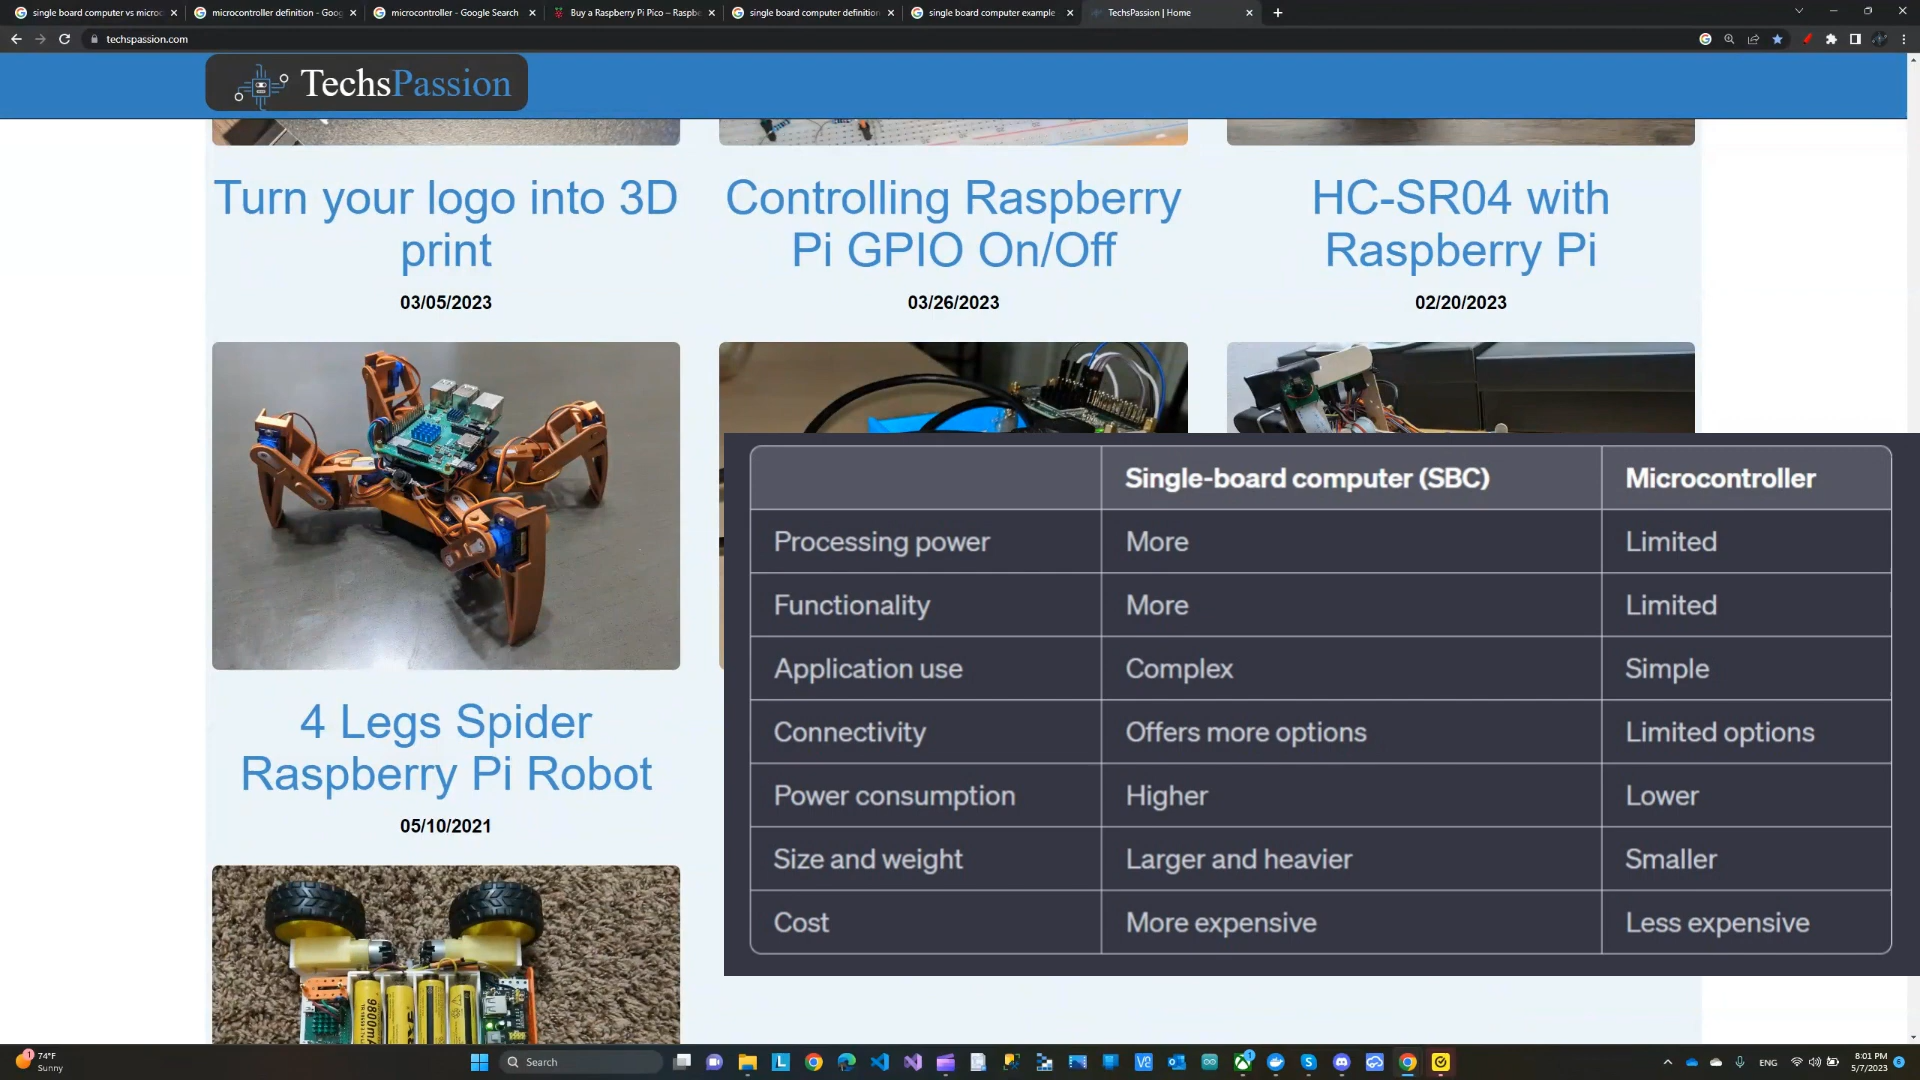 single board computer vs microc
microcontroller definition - Goog
microcontroller - Google Search
Buy a Raspberry Pi Pico – Raspbe
single board computer definition
single board computer example
TechsPassion | Home
techspassion.com
TechsPassion
Turn your logo into 3D
print
03/05/2023
Controlling Raspberry
Pi GPIO On/Off
03/26/2023
HC-SR04 with
Raspberry Pi
02/20/2023
4 Legs Spider
Raspberry Pi Robot
05/10/2021
9800m
Single-board computer (SBC) Microcontroller
Processing power More Limited
Functionality More Limited
Application use Complex Simple
Connectivity Offers more options Limited options
Power consumption Higher Lower
Size and weight Larger and heavier Smaller
Cost More expensive Less expensive
74°F
Sunny
Search
ENG
8:01 PM
5/7/2023